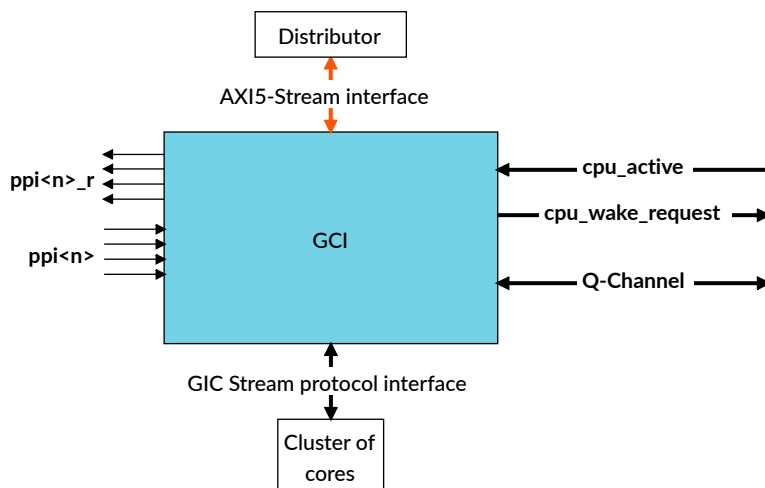 Distributor
AXI5-Stream interface
cpu_active
ppi<n>_r
cpu_wake_request
GCI
ppi<n>
Q-Channel
GIC Stream protocol interface
Cluster of
cores